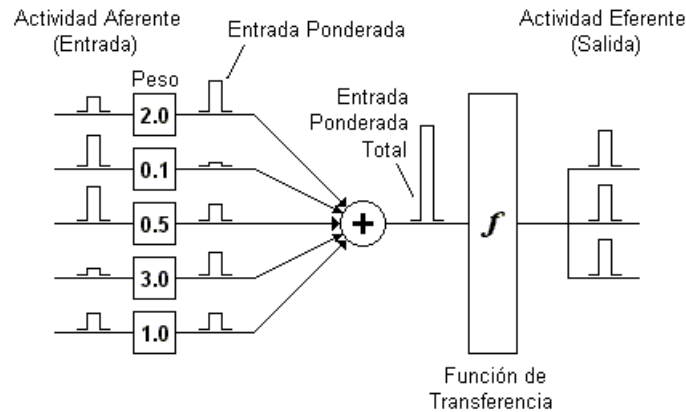 Actividad Aferente
(Entrada)
Entrada Ponderada
Actividad Eferente
(Salida)
Peso
2.0
0.1
0.5
3.0
1.0
+
Entrada
Ponderada
Total
f
Función de
Transferencia